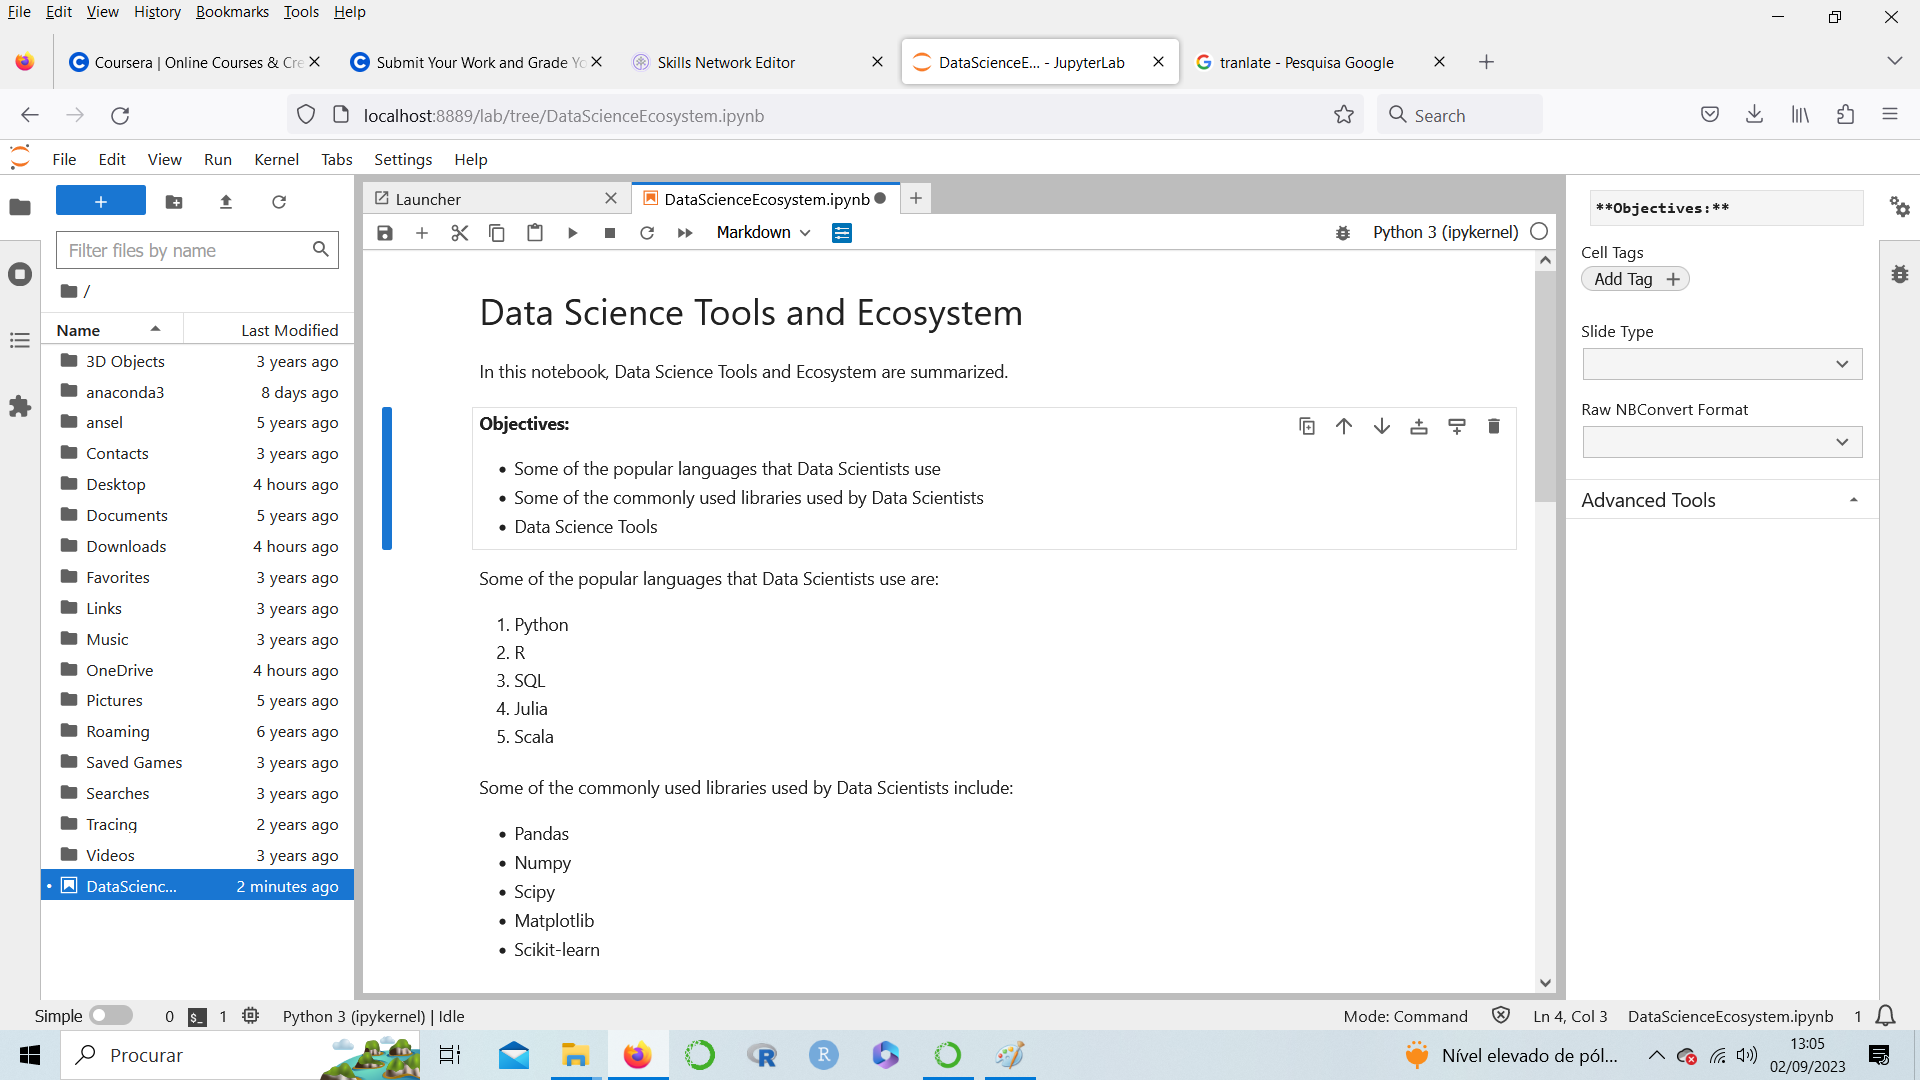 File Edit View History Bookmarks Tools Help
Coursera | Online Courses & Cre
Submit Your Work and Grade Yo
Skills Network Editor
DataScienceE... - JupyterLab
tranlate - Pesquisa Google
localhost:8889/lab/tree/DataScienceEcosystem.ipynb
Search
File Edit View Run Kernel Tabs Settings Help
Filter files by name
/
Name Last Modified
3D Objects 3 years ago
anaconda3 8 days ago
ansel 5 years ago
Contacts 3 years ago
Desktop 4 hours ago
Documents 5 years ago
Downloads 4 hours ago
Favorites 3 years ago
Links 3 years ago
Music 3 years ago
OneDrive 4 hours ago
Pictures 5 years ago
Roaming 6 years ago
Saved Games 3 years ago
Searches 3 years ago
Tracing 2 years ago
Videos 3 years ago
DataScienc... 2 minutes ago
Launcher
DataScienceEcosystem.ipynb
Markdown
Python 3 (ipykernel)
Data Science Tools and Ecosystem
In this notebook, Data Science Tools and Ecosystem are summarized.
Objectives:
• Some of the popular languages that Data Scientists use
• Some of the commonly used libraries used by Data Scientists
• Data Science Tools
Some of the popular languages that Data Scientists use are:
1. Python
2. R
3. SQL
4. Julia
5. Scala
Some of the commonly used libraries used by Data Scientists include:
• Pandas
• Numpy
• Scipy
• Matplotlib
• Scikit-learn
**Objectives:**
Cell Tags
Add Tag +
Slide Type
Raw NBConvert Format
Advanced Tools
Simple 0 $_ 1 Python 3 (ipykernel) | Idle
Mode: Command Ln 4, Col 3 DataScienceEcosystem.ipynb 1
Procurar
R
R
Nível elevado de pól...
13:05
02/09/2023